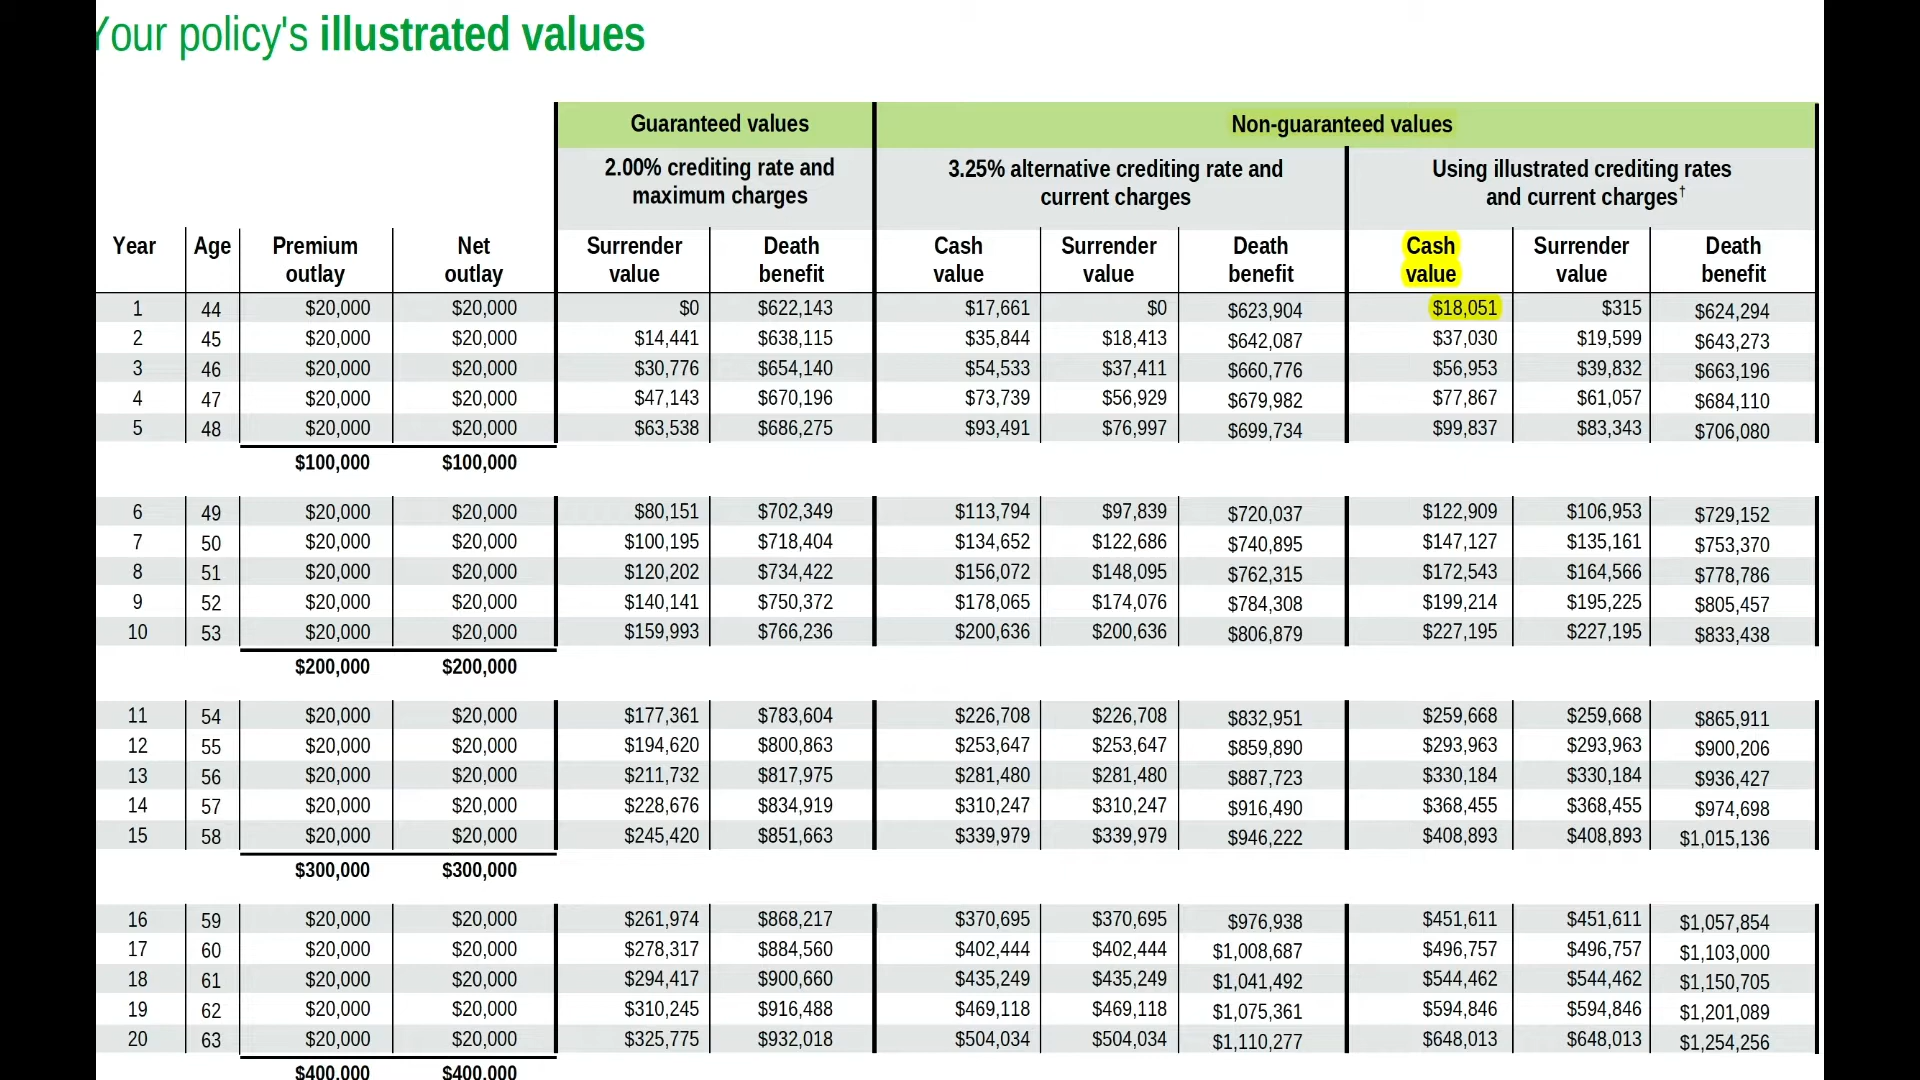 Your policy's illustrated values
Guaranteed values Non-guaranteed values
2.00% crediting rate and maximum charges 3.25% alternative crediting rate and current charges Using illustrated crediting rates and current charges†
Year Age Premium outlay Net outlay Surrender value Death benefit Cash value Surrender value Death benefit Cash value Surrender value Death benefit
1 44 $20,000 $20,000 $0 $622,143 $17,661 $0 $623,904 $18,051 $315 $624,294
2 45 $20,000 $20,000 $14,441 $638,115 $35,844 $18,413 $642,087 $37,030 $19,599 $643,273
3 46 $20,000 $20,000 $30,776 $654,140 $54,533 $37,411 $660,776 $56,953 $39,832 $663,196
4 47 $20,000 $20,000 $47,143 $670,196 $73,739 $56,929 $679,982 $77,867 $61,057 $684,110
5 48 $20,000 $20,000 $63,538 $686,275 $93,491 $76,997 $699,734 $99,837 $83,343 $706,080
$100,000 $100,000
6 49 $20,000 $20,000 $80,151 $702,349 $113,794 $97,839 $720,037 $122,909 $106,953 $729,152
7 50 $20,000 $20,000 $100,195 $718,404 $134,652 $122,686 $740,895 $147,127 $135,161 $753,370
8 51 $20,000 $20,000 $120,202 $734,422 $156,072 $148,095 $762,315 $172,543 $164,566 $778,786
9 52 $20,000 $20,000 $140,141 $750,372 $178,065 $174,076 $784,308 $199,214 $195,225 $805,457
10 53 $20,000 $20,000 $159,993 $766,236 $200,636 $200,636 $806,879 $227,195 $227,195 $833,438
$200,000 $200,000
11 54 $20,000 $20,000 $177,361 $783,604 $226,708 $226,708 $832,951 $259,668 $259,668 $865,911
12 55 $20,000 $20,000 $194,620 $800,863 $253,647 $253,647 $859,890 $293,963 $293,963 $900,206
13 56 $20,000 $20,000 $211,732 $817,975 $281,480 $281,480 $887,723 $330,184 $330,184 $936,427
14 57 $20,000 $20,000 $228,676 $834,919 $310,247 $310,247 $916,490 $368,455 $368,455 $974,698
15 58 $20,000 $20,000 $245,420 $851,663 $339,979 $339,979 $946,222 $408,893 $408,893 $1,015,136
$300,000 $300,000
16 59 $20,000 $20,000 $261,974 $868,217 $370,695 $370,695 $976,938 $451,611 $451,611 $1,057,854
17 60 $20,000 $20,000 $278,317 $884,560 $402,444 $402,444 $1,008,687 $496,757 $496,757 $1,103,000
18 61 $20,000 $20,000 $294,417 $900,660 $435,249 $435,249 $1,041,492 $544,462 $544,462 $1,150,705
19 62 $20,000 $20,000 $310,245 $916,488 $469,118 $469,118 $1,075,361 $594,846 $594,846 $1,201,089
20 63 $20,000 $20,000 $325,775 $932,018 $504,034 $504,034 $1,110,277 $648,013 $648,013 $1,254,256
$400,000 $400,000